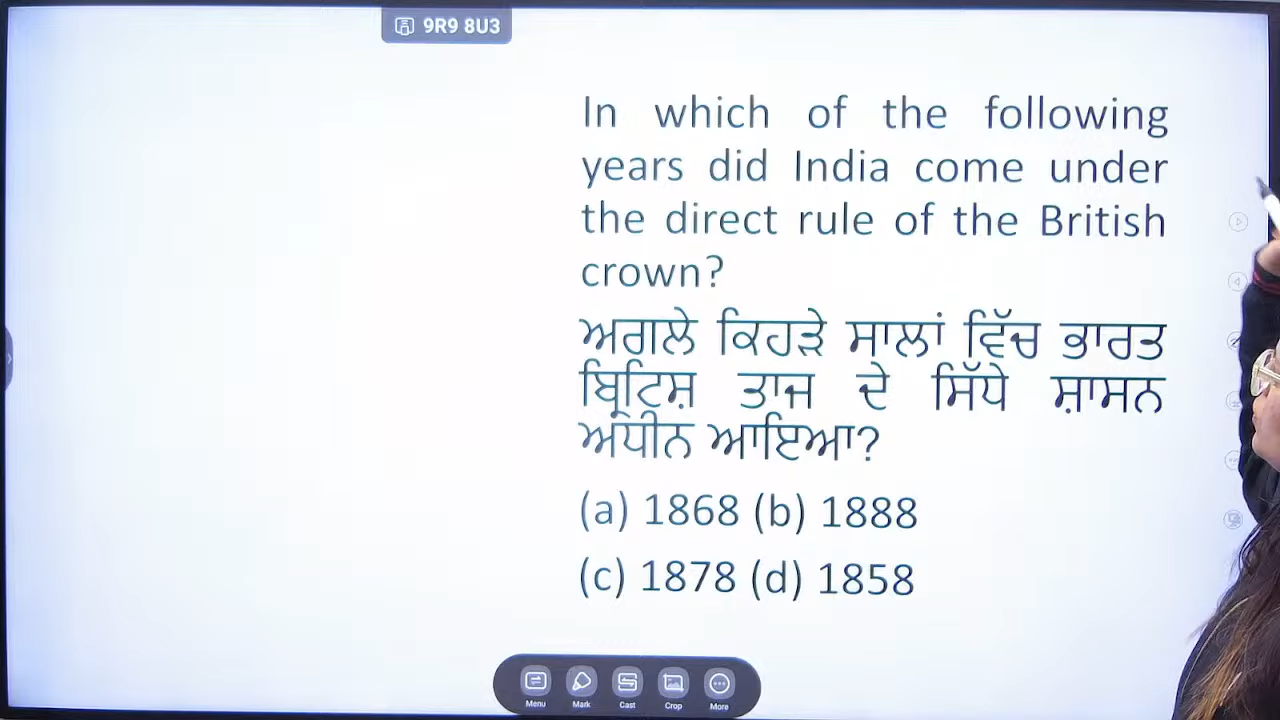 9R9 8U3
In which of the following
years did India come under
the direct rule of the British
crown?
ਅਗਲੇ ਕਿਹੜੇ ਸਾਲਾਂ ਵਿੱਚ ਭਾਰਤ
ਬ੍ਰਿਟਿਸ਼ ਤਾਜ ਦੇ ਸਿੱਧੇ ਸ਼ਾਸਨ
ਅਧੀਨ ਆਇਆ?
(a) 1868 (b) 1888
(c) 1878 (d) 1858
Menu Mark Cast Crop More